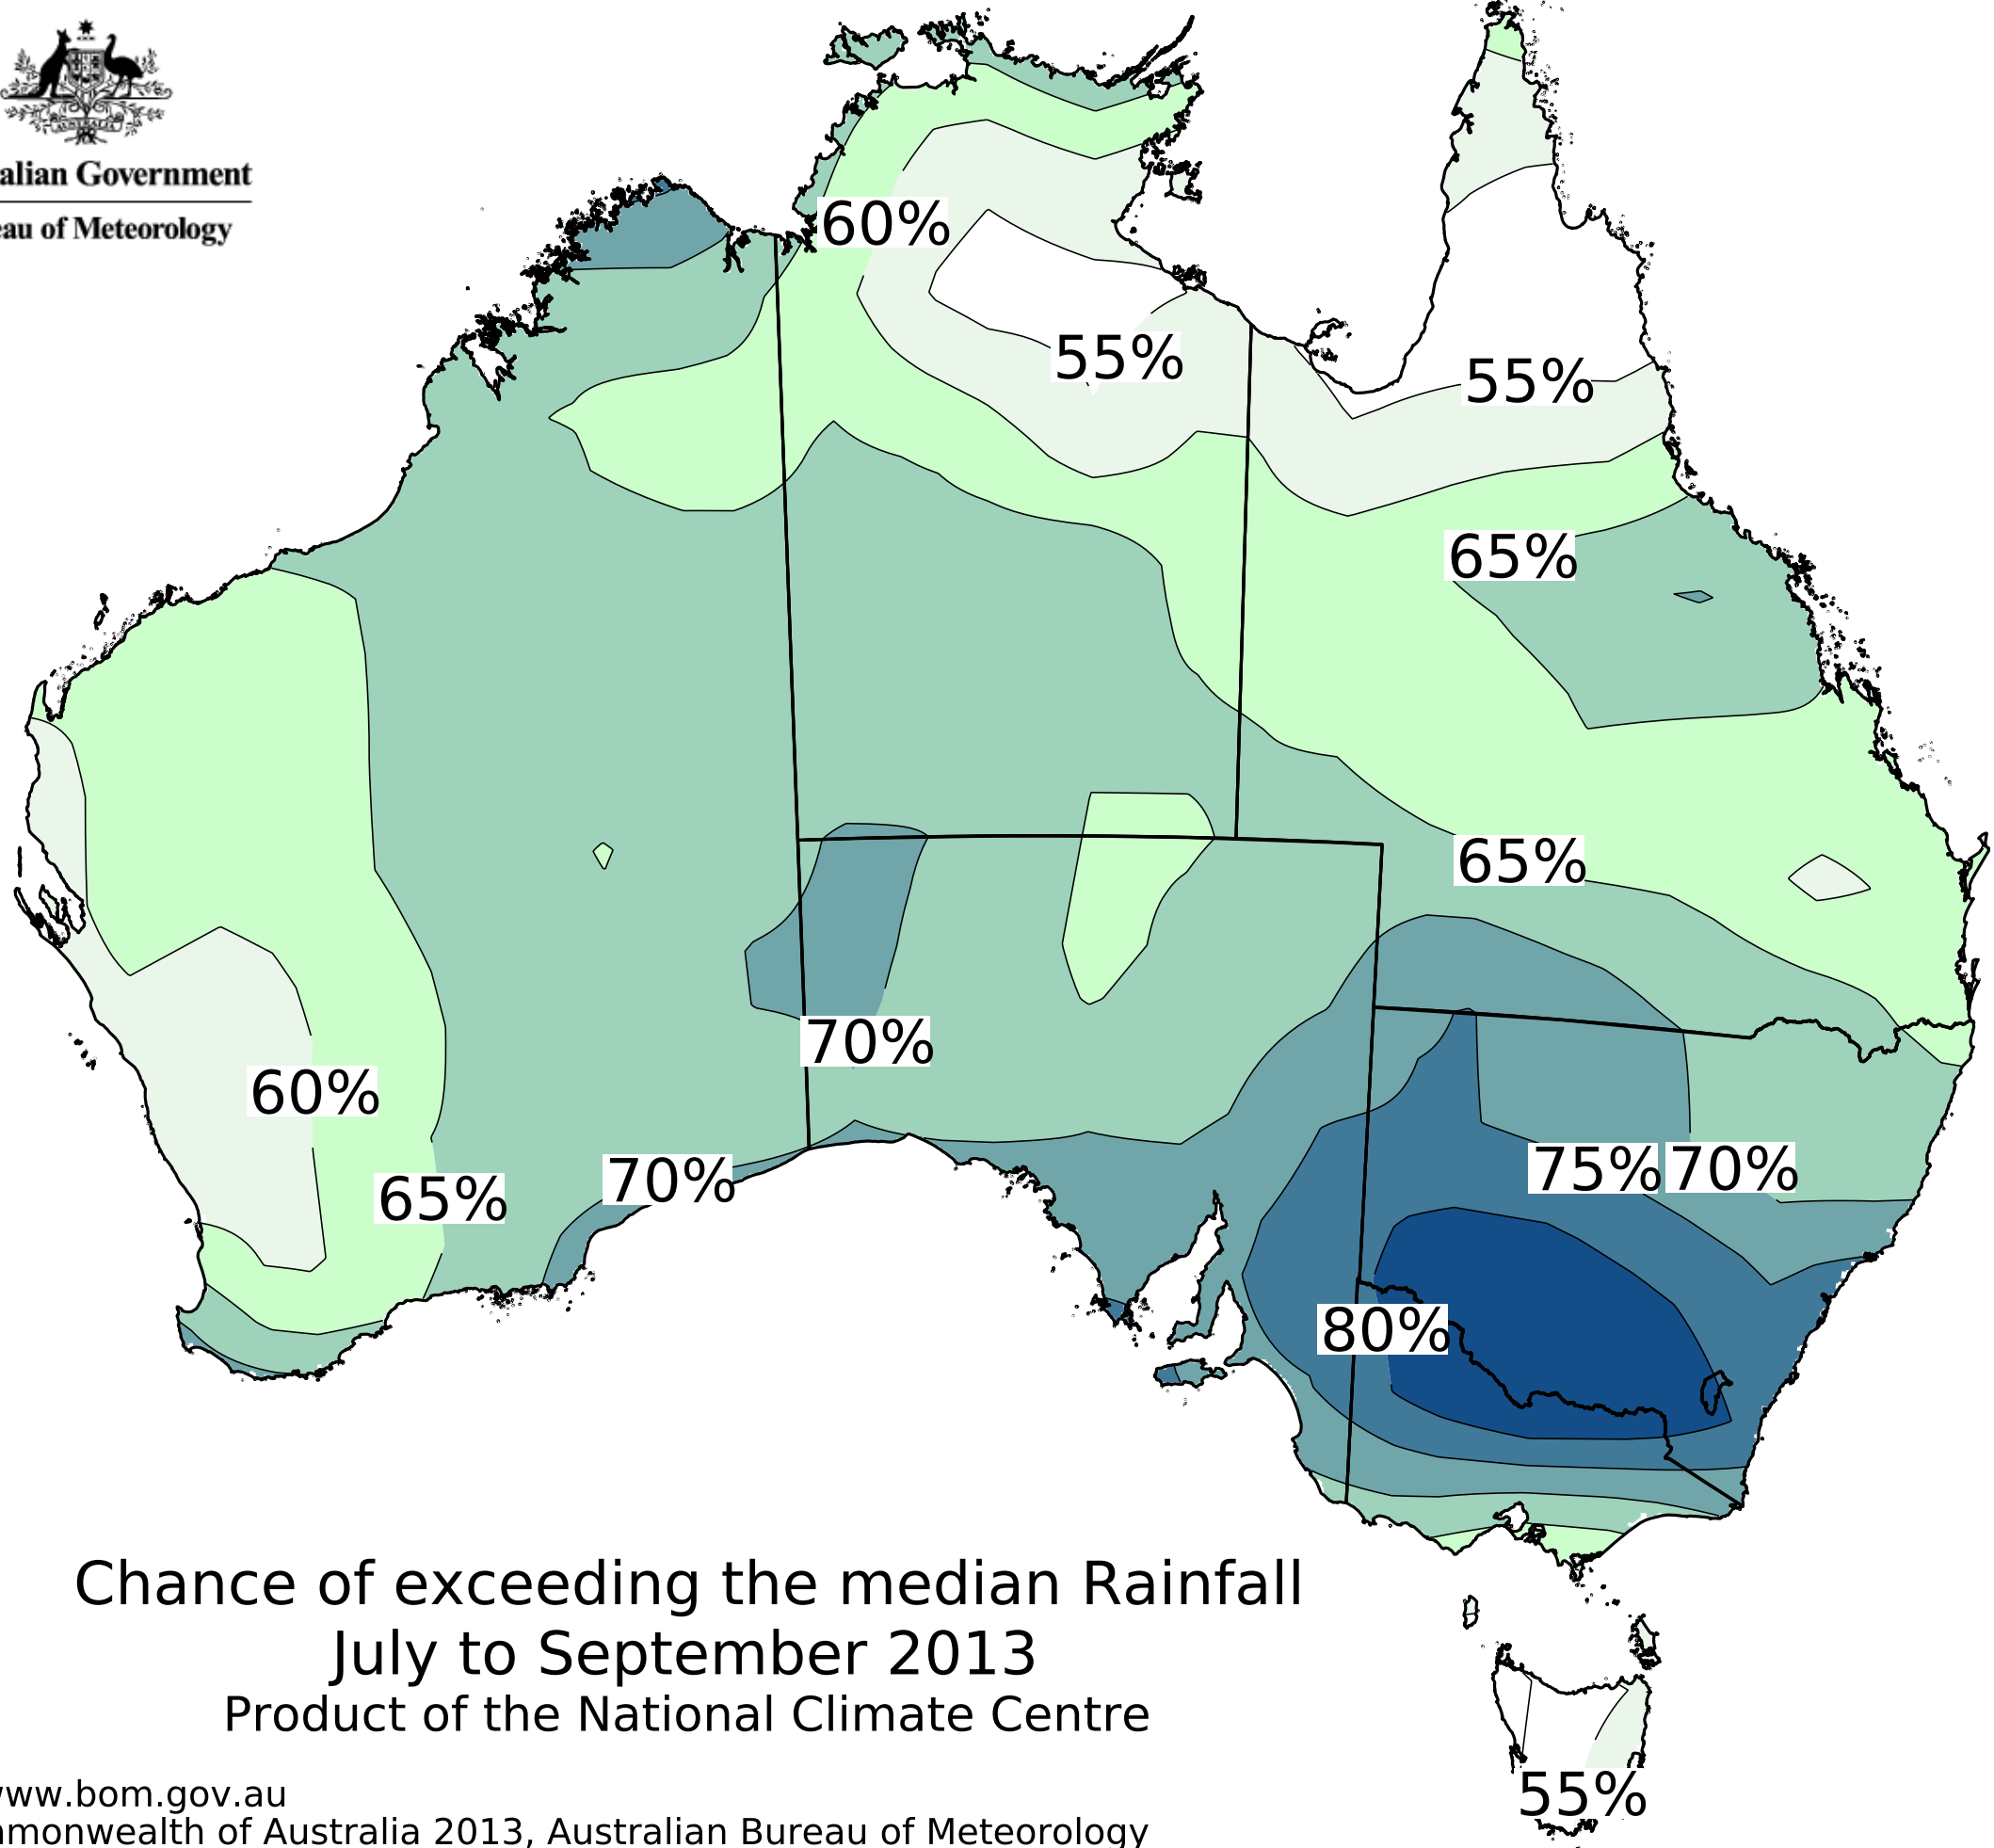 AUSTRALIA
alian Government
au of Meteorology
60%
55%
55%
65%
65%
70%
60%
70%
65%
75%
70%
80%
Chance of exceeding the median Rainfall
July to September 2013
Product of the National Climate Centre
55%
www.bom.gov.au
mmonwealth of Australia 2013, Australian Bureau of Meteorology